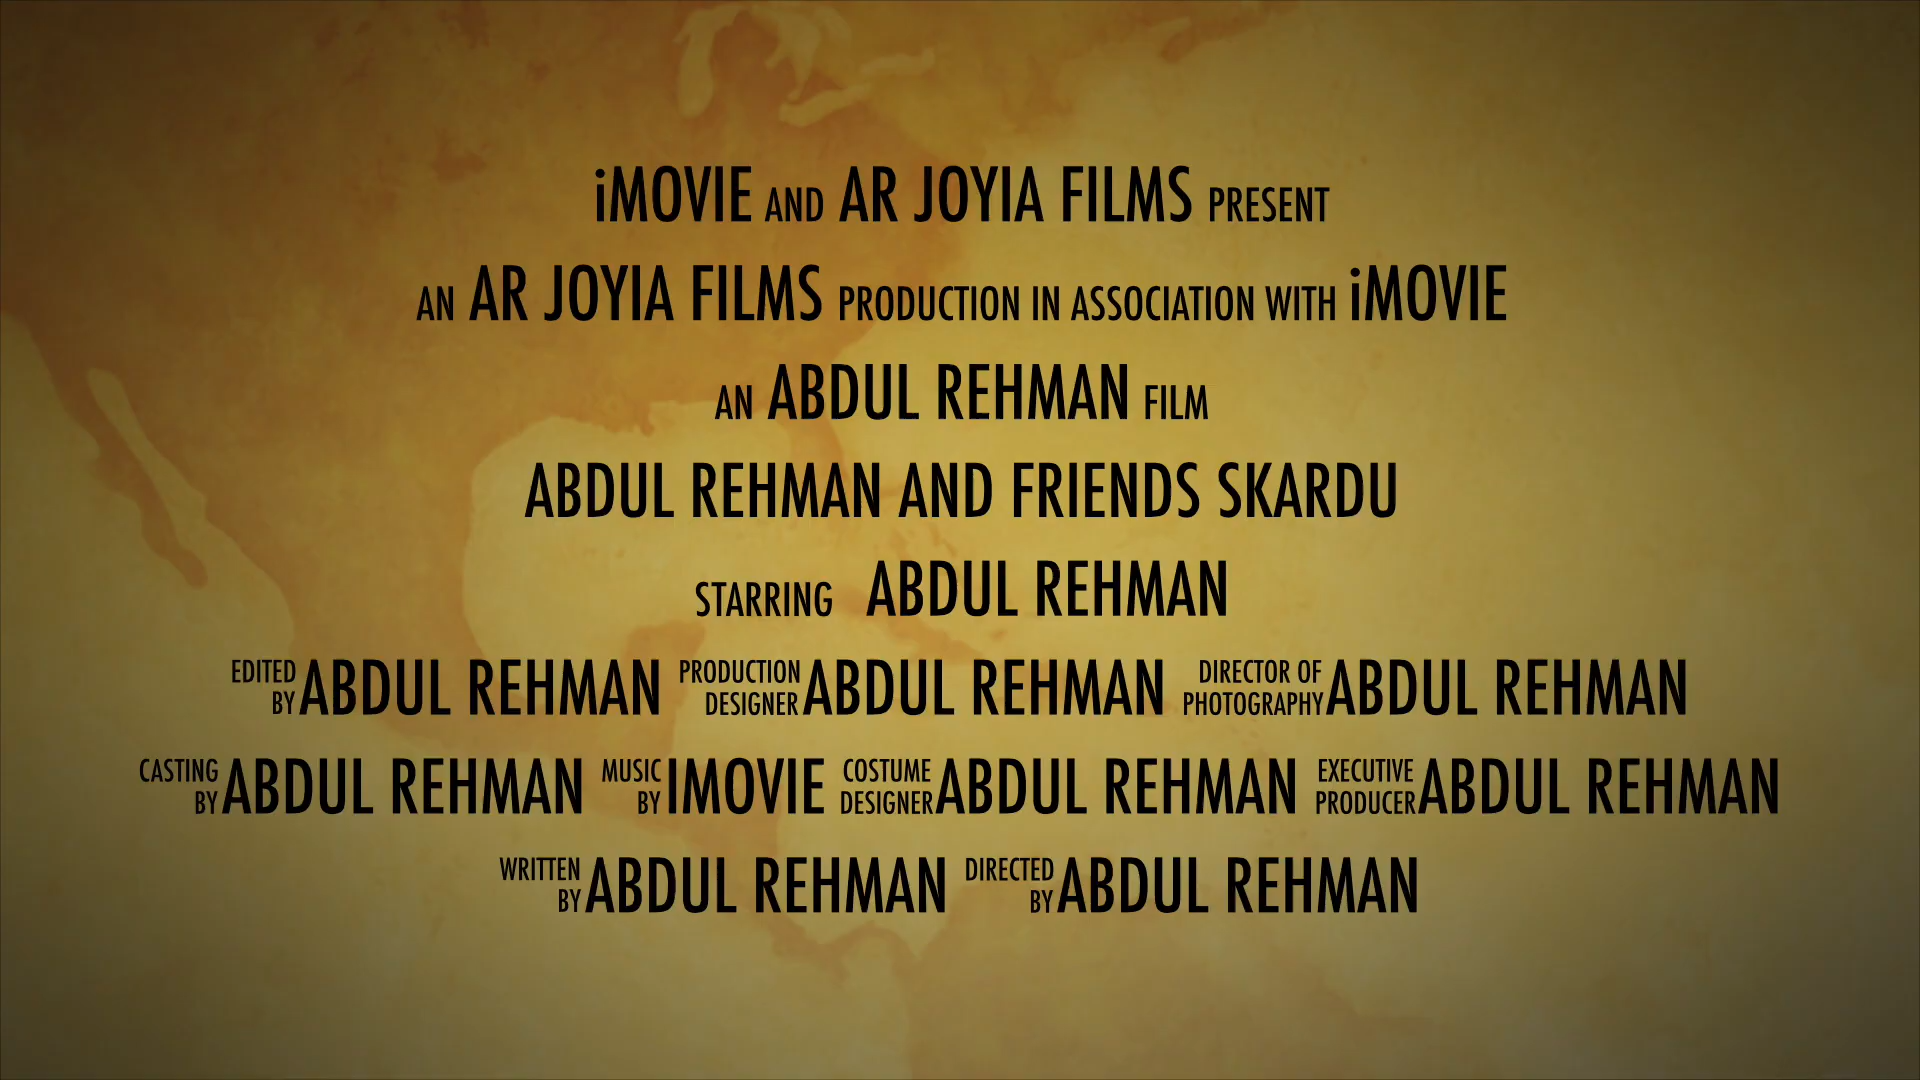 iMOVIE AND AR JOYIA FILMS PRESENT
AN AR JOYIA FILMS PRODUCTION IN ASSOCIATION WITH iMOVIE
AN ABDUL REHMAN FILM
ABDUL REHMAN AND FRIENDS SKARDU
STARRING ABDUL REHMAN
EDITED BY ABDUL REHMAN PRODUCTION DESIGNER ABDUL REHMAN DIRECTOR OF PHOTOGRAPHY ABDUL REHMAN
CASTING BY ABDUL REHMAN MUSIC BY IMOVIE COSTUME DESIGNER ABDUL REHMAN EXECUTIVE PRODUCER ABDUL REHMAN
WRITTEN BY ABDUL REHMAN DIRECTED BY ABDUL REHMAN